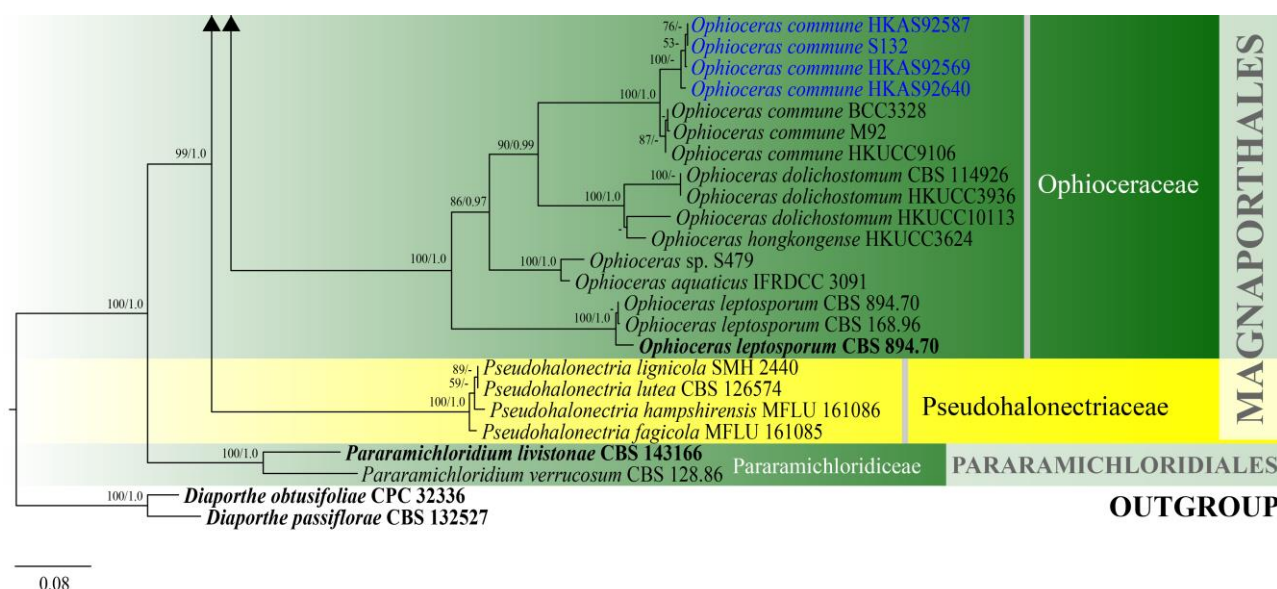 76/-
Ophioceras commune HKAS92587
53-
Ophioceras commune S132
100/-
Ophioceras commune HKAS92569
Ophioceras commune HKAS92640
100/1.0
Ophioceras commune BCC3328
-
Ophioceras commune M92
87/-
Ophioceras commune HKUCC9106
90/0.99
99/1.0
100/-
Ophioceras dolichostomum CBS 114926
Ophioceras dolichostomum HKUCC3936
100/1.0
Ophioceras dolichostomum HKUCC10113
-
Ophioceras hongkongense HKUCC3624
86/0.97
100/1.0
100/1.0
Ophioceras sp. S479
Ophioceras aquaticus IFRDCC 3091
-
Ophioceras leptosporum CBS 894.70
100/1.0
Ophioceras leptosporum CBS 168.96
Ophioceras leptosporum CBS 894.70
Ophioceraceae
MAGNAPORTHALES
100/1.0
89/-
Pseudohalonectria lignicola SMH 2440
59/-
Pseudohalonectria lutea CBS 126574
100/1.0
Pseudohalonectria hampshirensis MFLU 161086
Pseudohalonectria fagicola MFLU 161085
Pseudohalonectriaceae
100/1.0
Pararamichloridium livistonae CBS 143166
Pararamichloridium verrucosum CBS 128.86
Pararamichloridiceae
PARARAMICHLORIDIALES
100/1.0
Diaporthe obtusifoliae CPC 32336
Diaporthe passiflorae CBS 132527
OUTGROUP
0.08